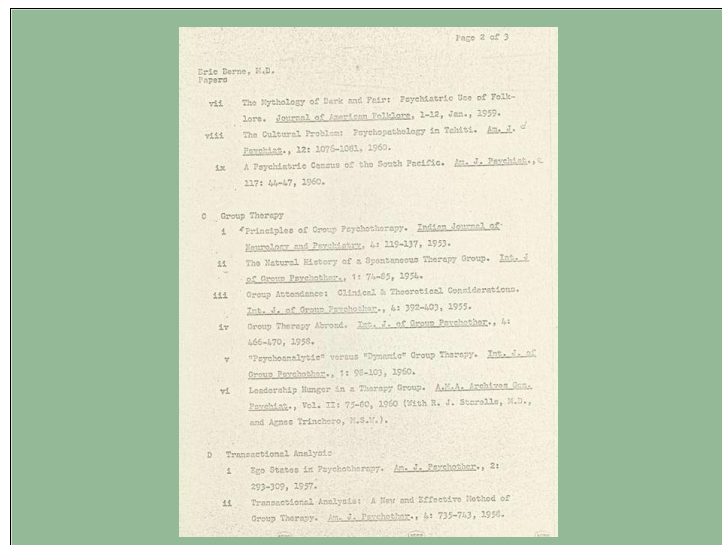 Page 2 of 3
Eric Berne, M.D.
Papers
vii The Mythology of Dark and Fair: Psychiatric Use of Folk-
lore. Journal of American Folklore, 1-12, Jan., 1959.
viii The Cultural Problem: Psychopathology in Tahiti. Am. J.
Psychiat., 12: 1076-1081, 1960.
ix A Psychiatric Census of the South Pacific. Am. J. Psychiat.,
117: 44-47, 1960.
C Group Therapy
i Principles of Group Psychotherapy. Indian Journal of
Neurology and Psychiatry, 4: 119-137, 1953.
ii The Natural History of a Spontaneous Therapy Group. Int. J
of Group Psychother., 1: 74-85, 1954.
iii Group Attendance: Clinical & Theoretical Considerations.
Int. J. of Group Psychother., 4: 392-403, 1955.
iv Group Therapy Abroad. Int. J. of Group Psychother., 4:
466-470, 1958.
v "Psychoanalytic" versus "Dynamic" Group Therapy. Int. J. of
Group Psychother., 1: 98-103, 1960.
vi Leadership Hunger in a Therapy Group. A.M.A. Archives Gen.
Psychiat., Vol. II: 75-80, 1960 (With R. J. Starells, M.D.,
and Agnes Trinchero, M.S.W.).
D Transactional Analysis
i Ego States in Psychotherapy. Am. J. Psychother., 2:
293-309, 1957.
ii Transactional Analysis: A New and Effective Method of
Group Therapy. Am. J. Psychother., 4: 735-743, 1958.